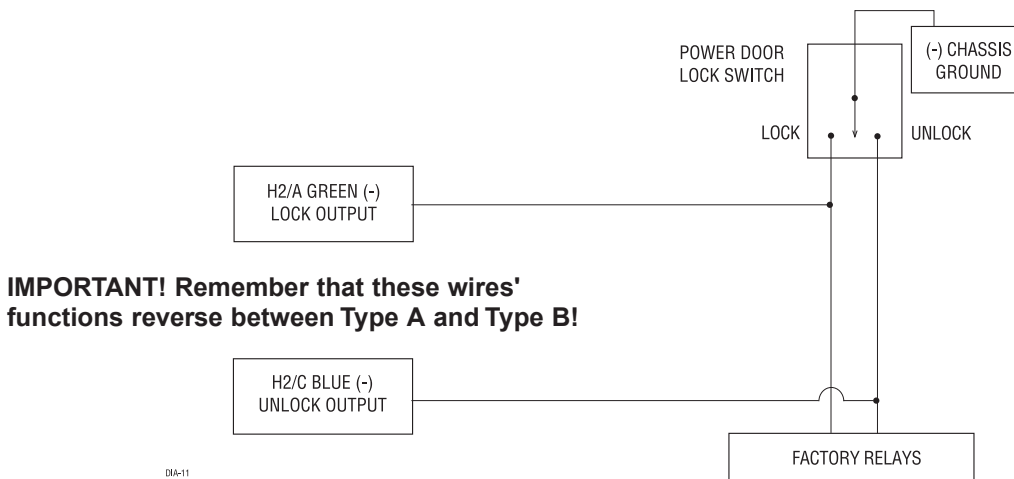 POWER DOOR
LOCK SWITCH
(-) CHASSIS
GROUND
LOCK
UNLOCK
H2/A GREEN (-)
LOCK OUTPUT
IMPORTANT! Remember that these wires'
functions reverse between Type A and Type B!
H2/C BLUE (-)
UNLOCK OUTPUT
FACTORY RELAYS
DIA-11